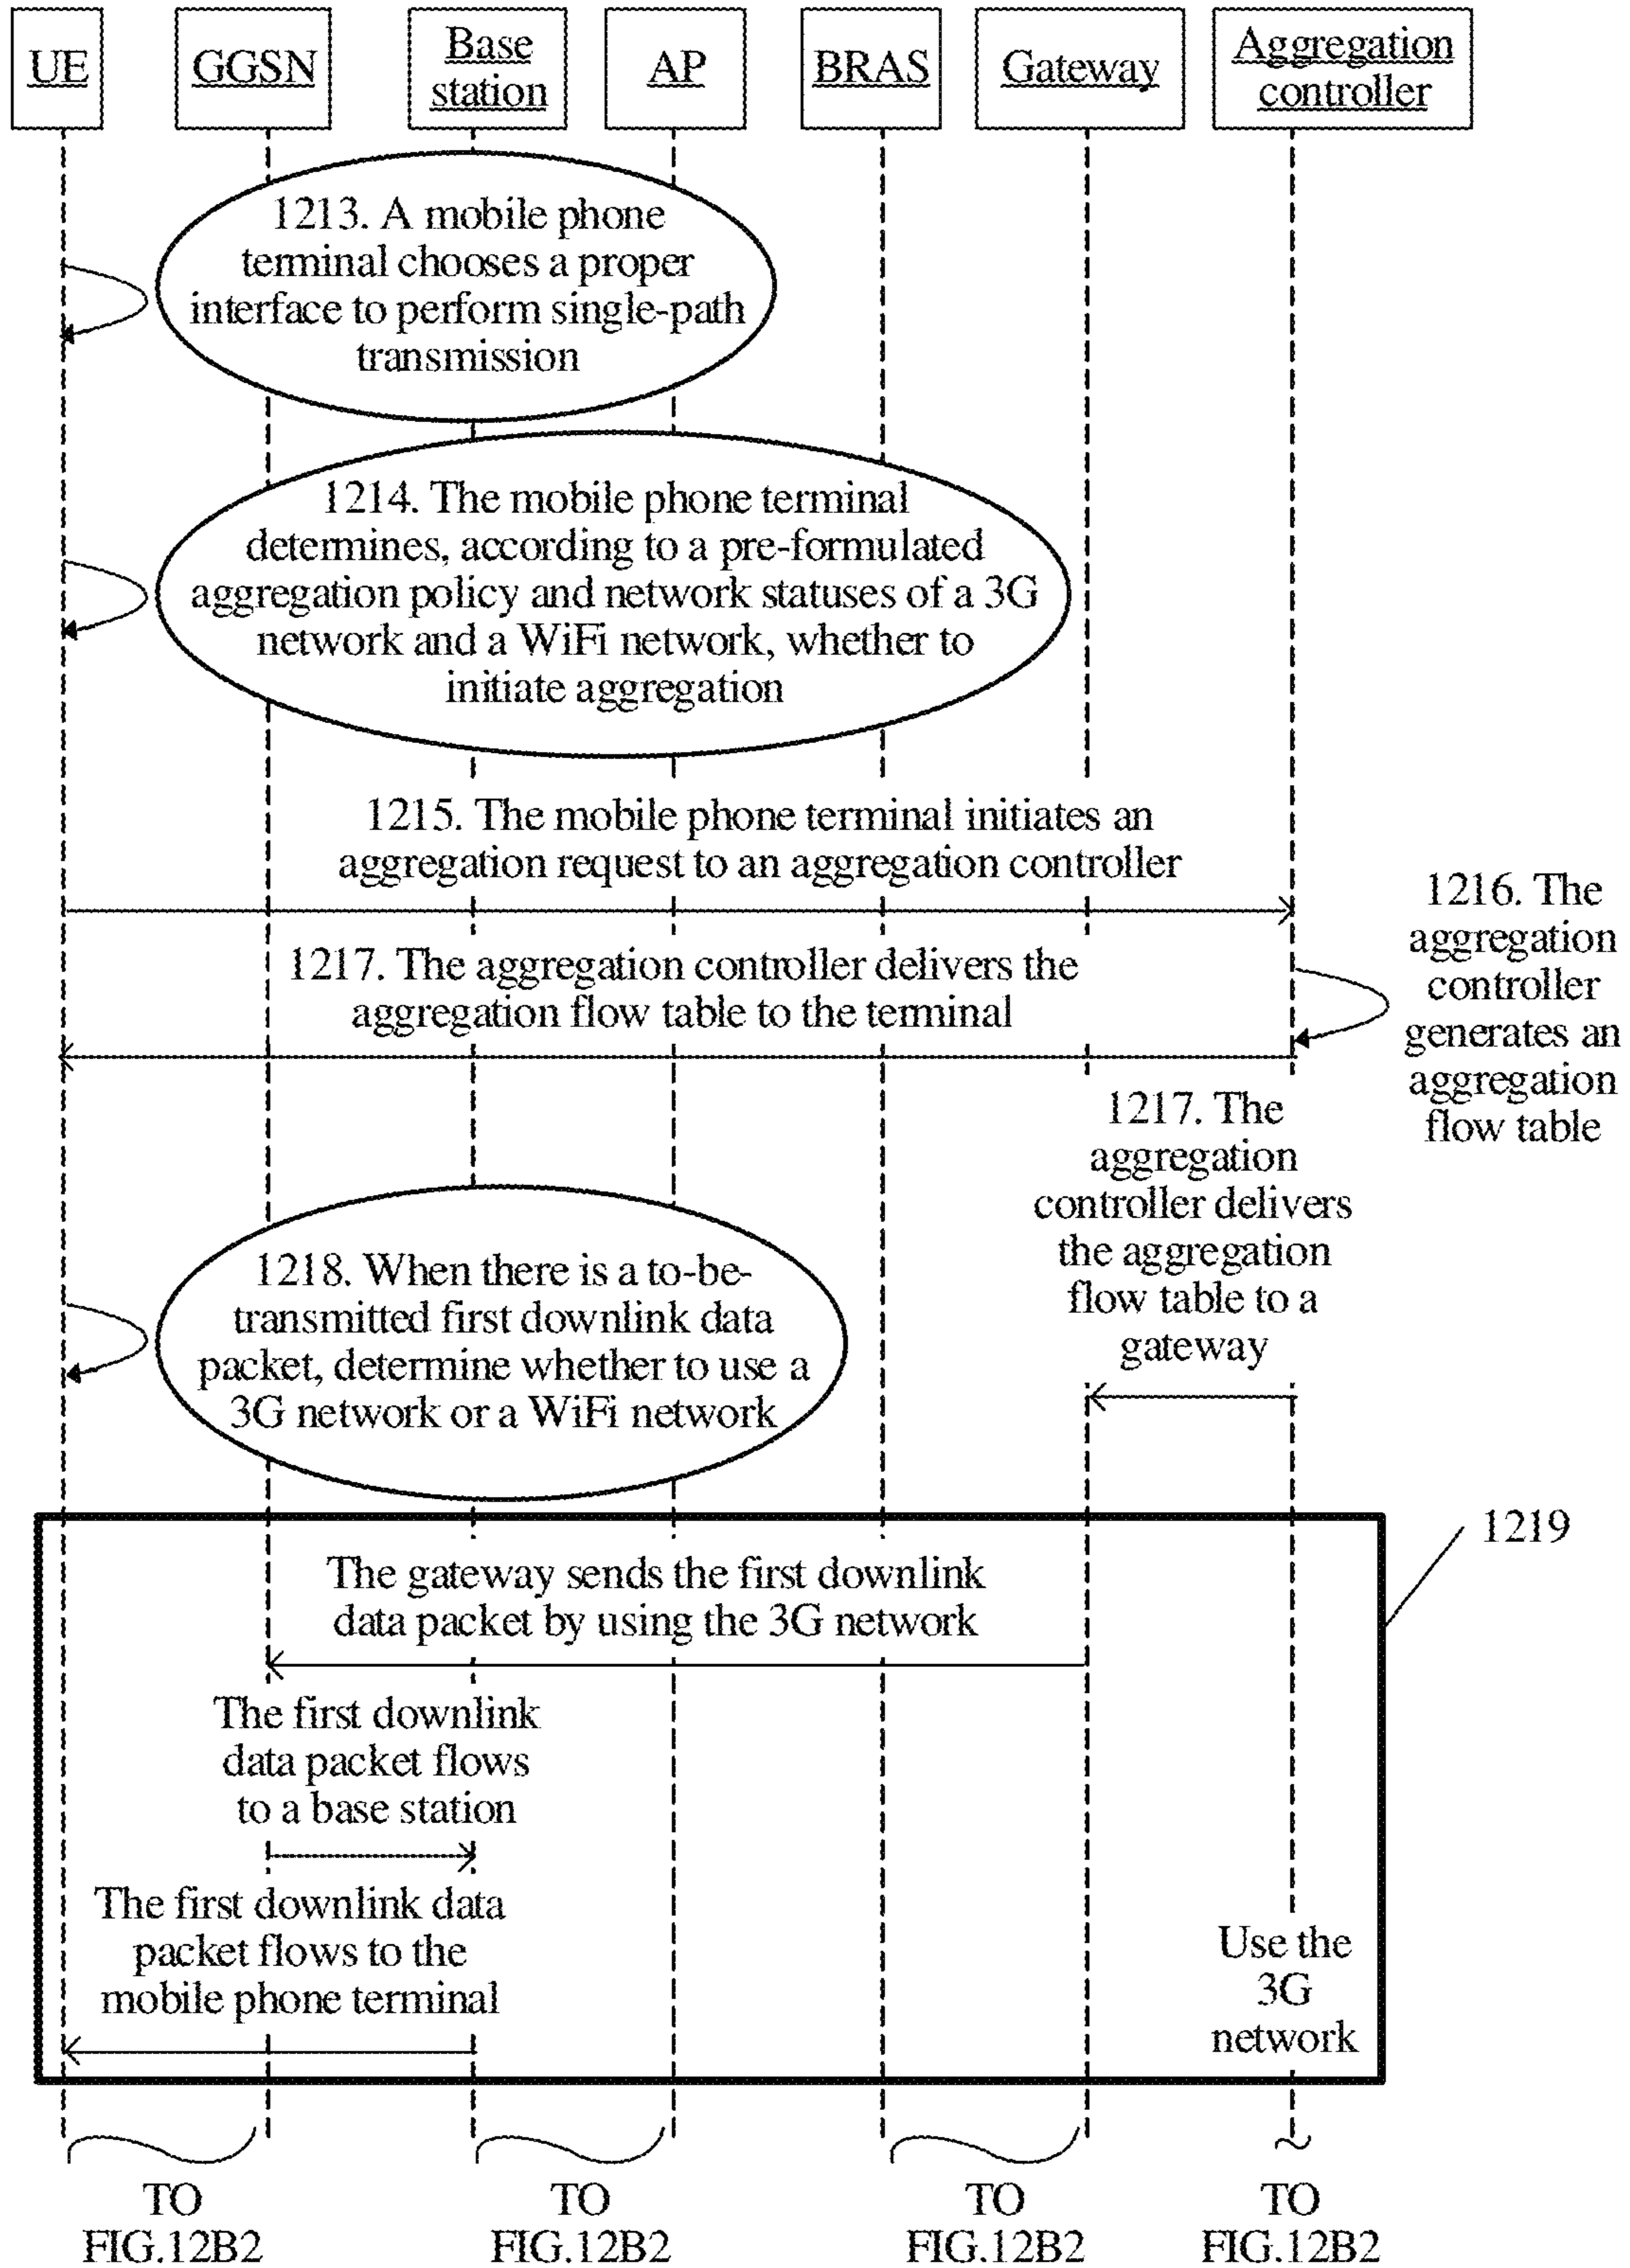 UE
GGSN
Base
station
AP
BRAS
Gateway
Aggregation
controller
1213. A mobile phone
terminal chooses a proper
interface to perform single-path
transmission
1214. The mobile phone terminal
determines, according to a pre-formulated
aggregation policy and network statuses of a 3G
network and a WiFi network, whether to
initiate aggregation
1215. The mobile phone terminal initiates an
aggregation request to an aggregation controller
1216. The
aggregation
controller
generates an
aggregation
flow table
1217. The aggregation controller delivers the
aggregation flow table to the terminal
1217. The
aggregation
controller delivers
the aggregation
flow table to a
gateway
1218. When there is a to-be-
transmitted first downlink data
packet, determine whether to use a
3G network or a WiFi network
1219
The gateway sends the first downlink
data packet by using the 3G network
The first downlink
data packet flows
to a base station
The first downlink data
packet flows to the
mobile phone terminal
Use the
3G
network
TO
FIG.12B2
TO
FIG.12B2
TO
FIG.12B2
TO
FIG.12B2